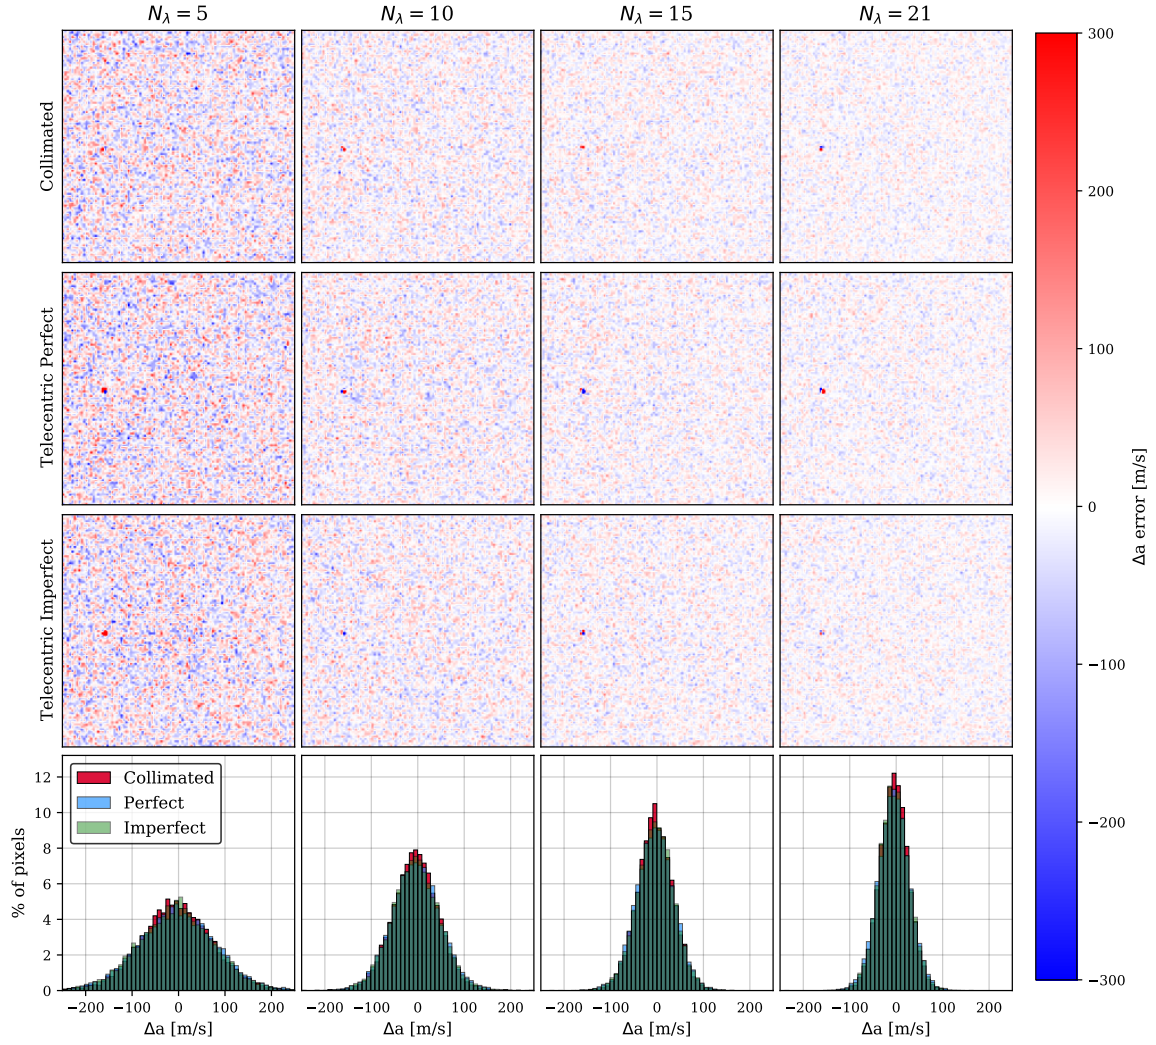 N_λ = 5 N_λ = 10 N_λ = 15 N_λ = 21
Collimated
Telecentric Perfect
Telecentric Imperfect
300
200
100
0
−100
−200
−300
Δa error [m/s]
Collimated
Perfect
Imperfect
12
10
8
6
4
2
0
% of pixels
−200 −100 0 100 200 −200 −100 0 100 200 −200 −100 0 100 200 −200 −100 0 100 200
Δa [m/s] Δa [m/s] Δa [m/s] Δa [m/s]